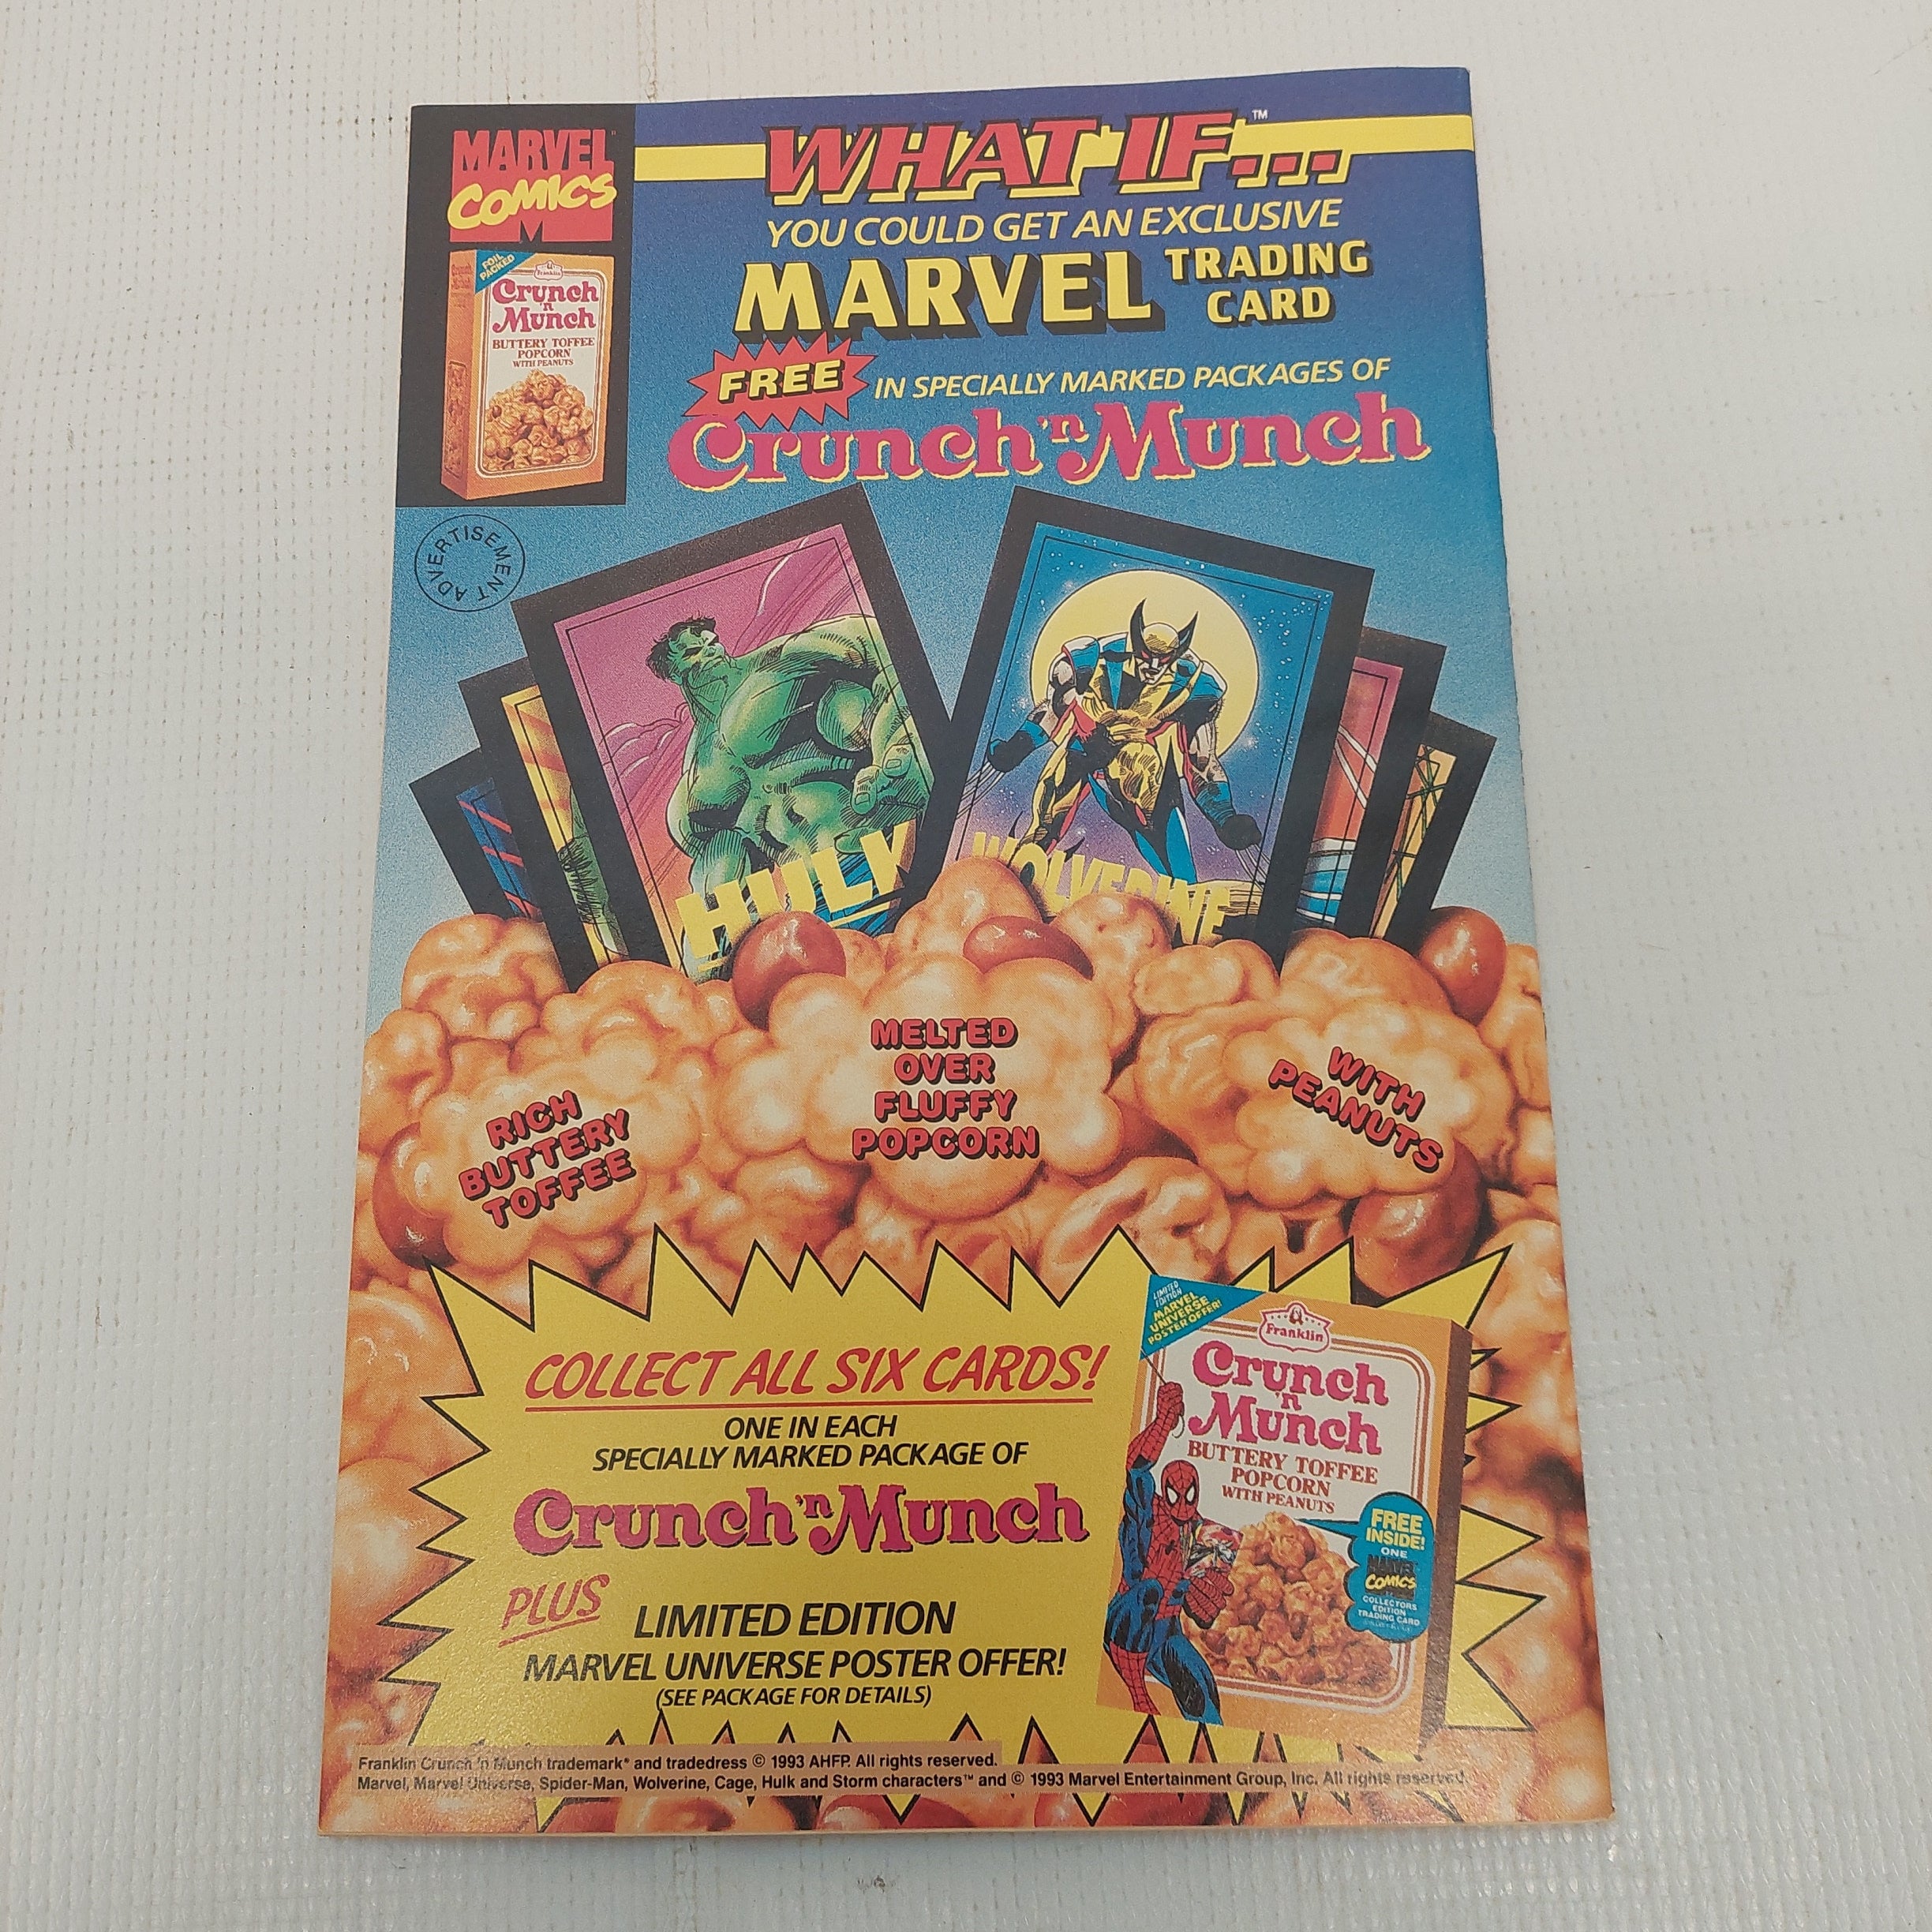 MARVEL
COMICS
WHAT IF...™
YOU COULD GET AN EXCLUSIVE
MARVEL TRADING
CARD
FREE IN SPECIALLY MARKED PACKAGES OF
Crunch 'n Munch
FOIL
PACKED
Franklin
Crunch
'n
Munch
BUTTERY TOFFEE
POPCORN
WITH PEANUTS
ADVERTISEMENT
HULK
WOLVERINE
RICH
BUTTERY
TOFFEE
MELTED
OVER
FLUFFY
POPCORN
WITH
PEANUTS
COLLECT ALL SIX CARDS!
ONE IN EACH
SPECIALLY MARKED PACKAGE OF
Crunch 'n Munch
PLUS LIMITED EDITION
MARVEL UNIVERSE POSTER OFFER!
(SEE PACKAGE FOR DETAILS)
LIMITED
EDITION
MARVEL
UNIVERSE
POSTER OFFER!
Franklin
Crunch
'n
Munch
BUTTERY TOFFEE
POPCORN
WITH PEANUTS
FREE
INSIDE!
ONE
MARVEL
COMICS
COLLECTORS
EDITION
TRADING CARD
Franklin Crunch 'n Munch trademark* and tradedress © 1993 AHFP. All rights reserved.
Marvel, Marvel Universe, Spider-Man, Wolverine, Cage, Hulk and Storm characters™ and © 1993 Marvel Entertainment Group, Inc. All rights reserved.